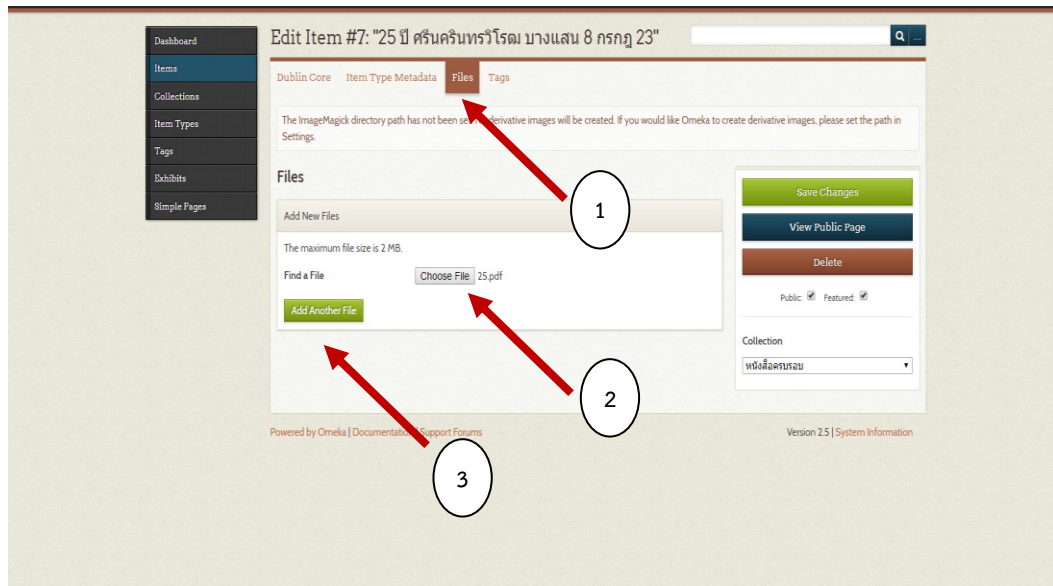 Edit Item #7: "25 ปี ศรีนครินทรวิโรฒ บางแสน 8 กรกฎ 23"
...
Dashboard
Items
Collections
Item Types
Tags
Exhibits
Simple Pages
Dublin Core Item Type Metadata Files Tags
The ImageMagick directory path has not been set derivative images will be created. If you would like Omeka to create derivative images, please set the path in
Settings.
Files
Add New Files
The maximum file size is 2 MB.
Find a File Choose File 25.pdf
Add Another File
1
2
3
Save Changes
View Public Page
Delete
Public: Featured:
Collection
หนังสือครบรอบ
Powered by Omeka | Documentation | Support Forums
Version 2.5 | System Information